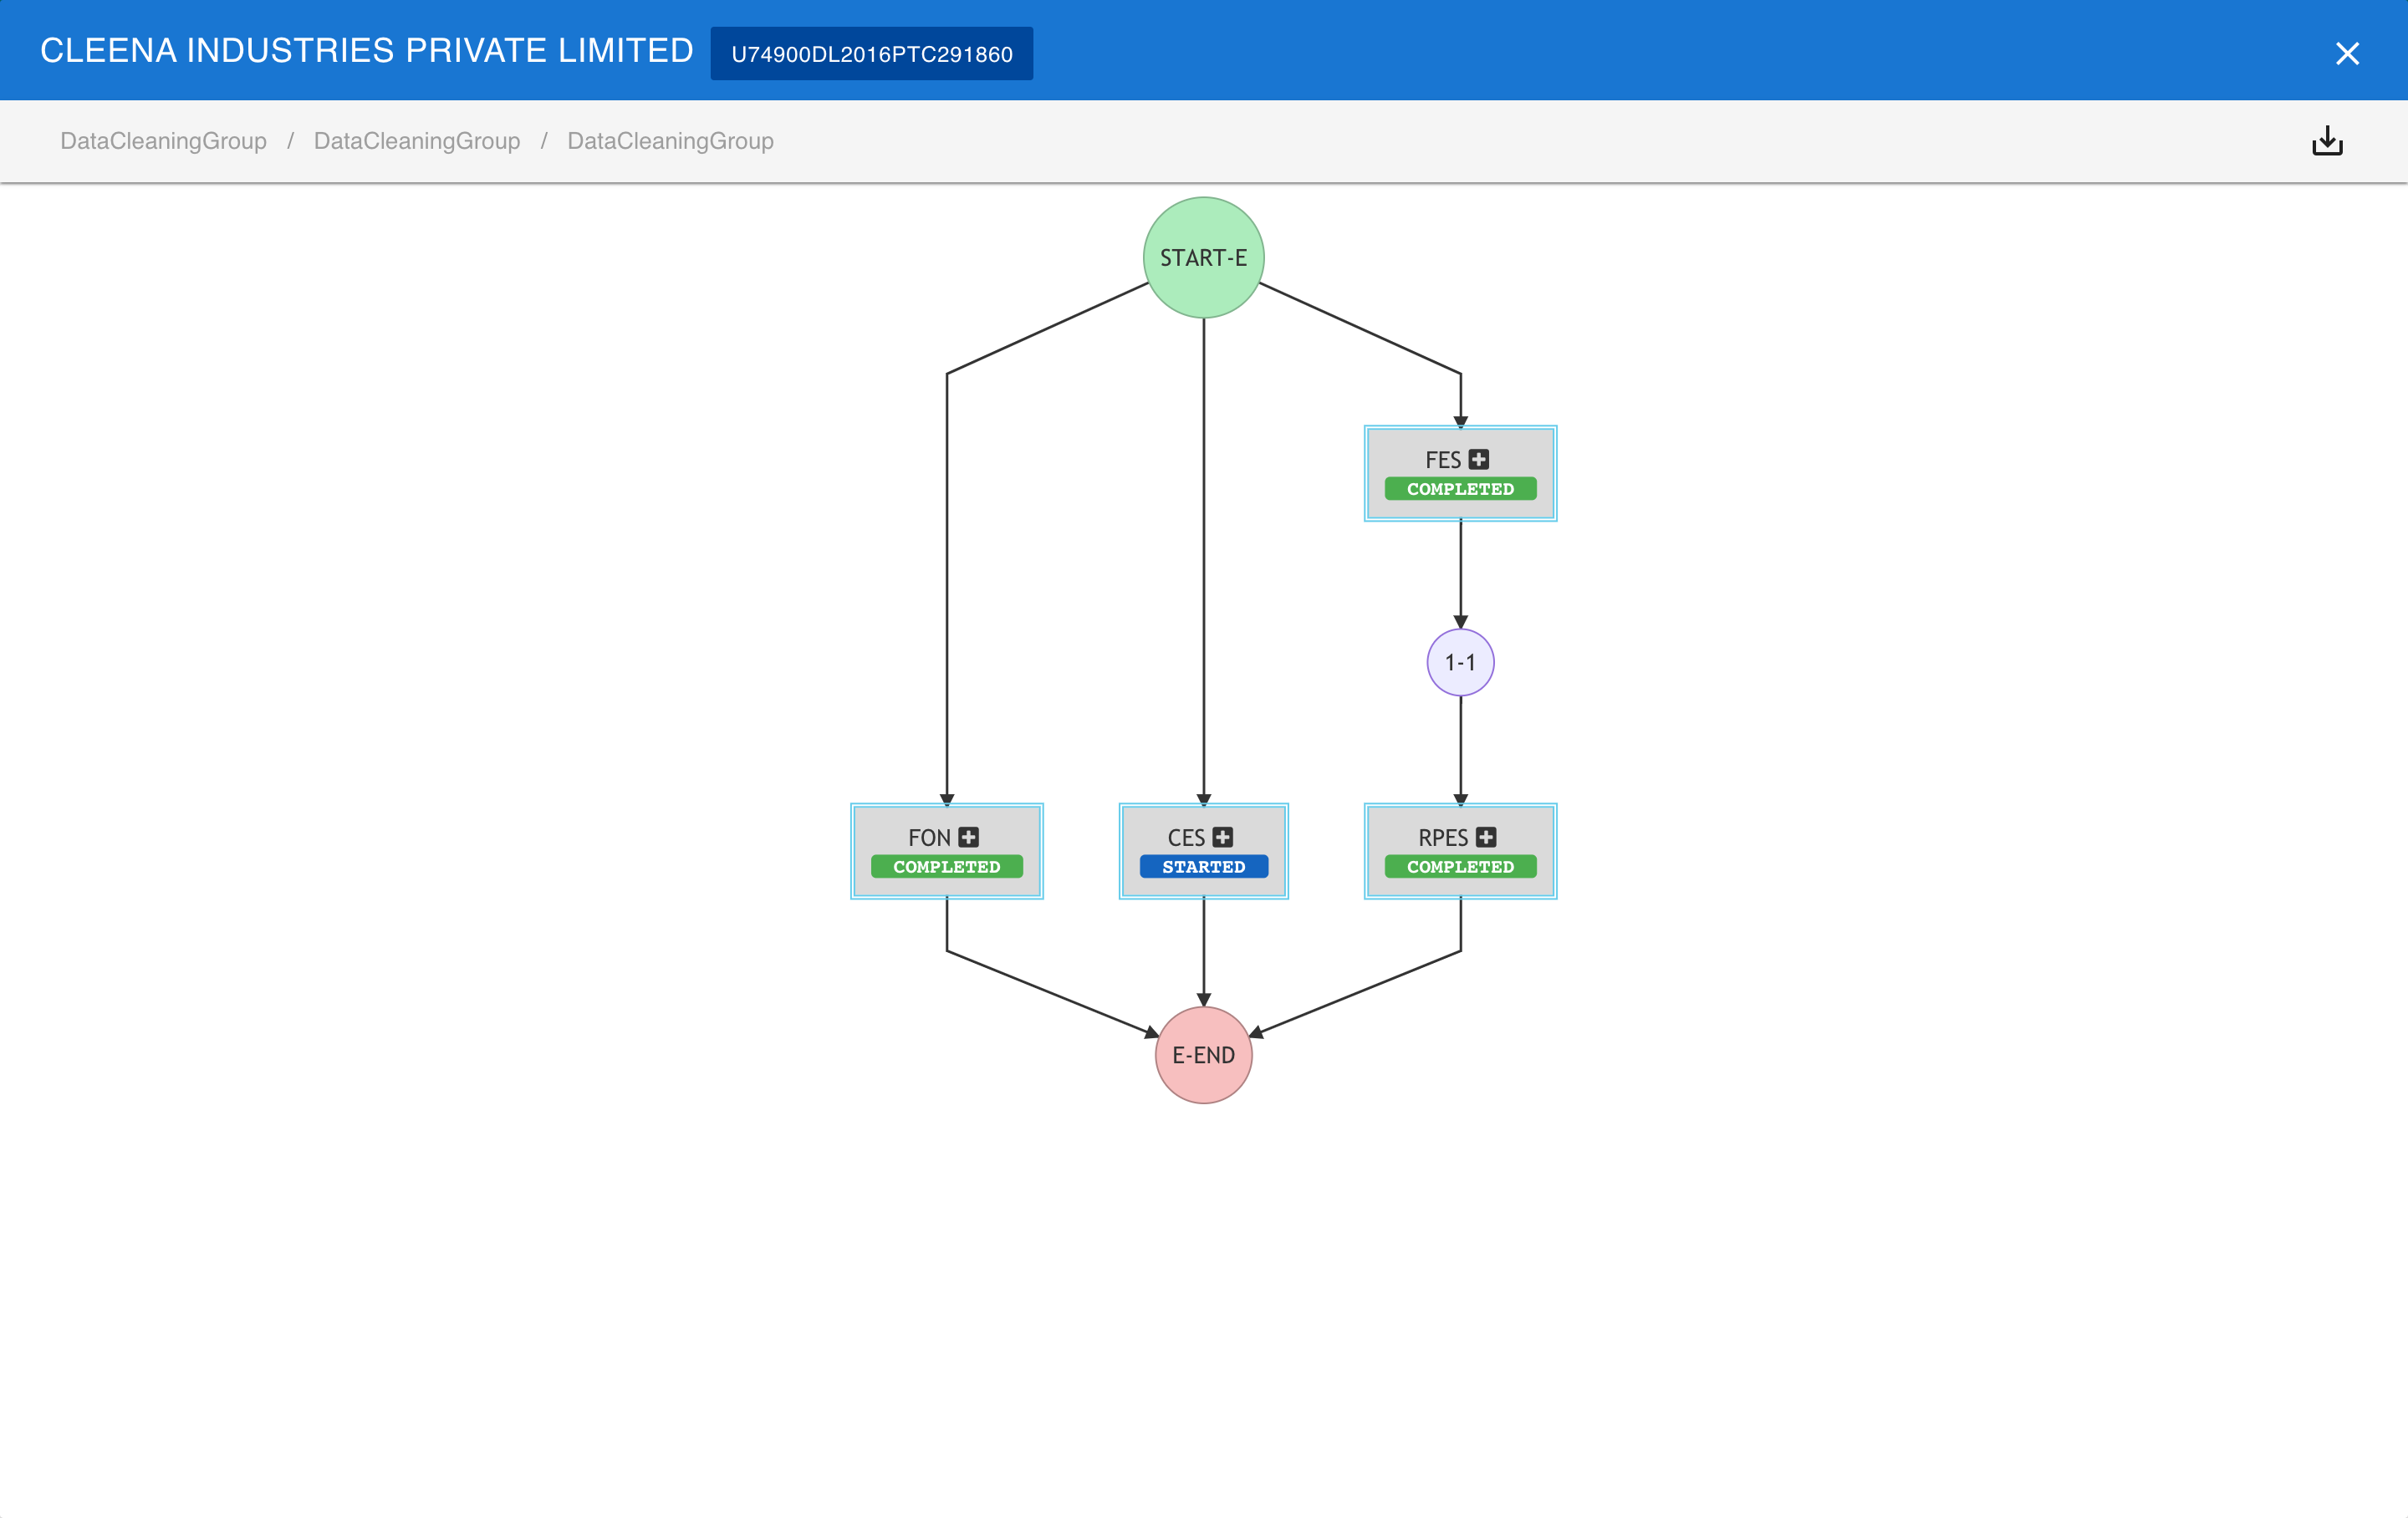 CLEENA INDUSTRIES PRIVATE LIMITED U74900DL2016PTC291860
DataCleaningGroup / DataCleaningGroup / DataCleaningGroup
START-E
FES
COMPLETED
1-1
FON
COMPLETED
CES
STARTED
RPES
COMPLETED
E-END